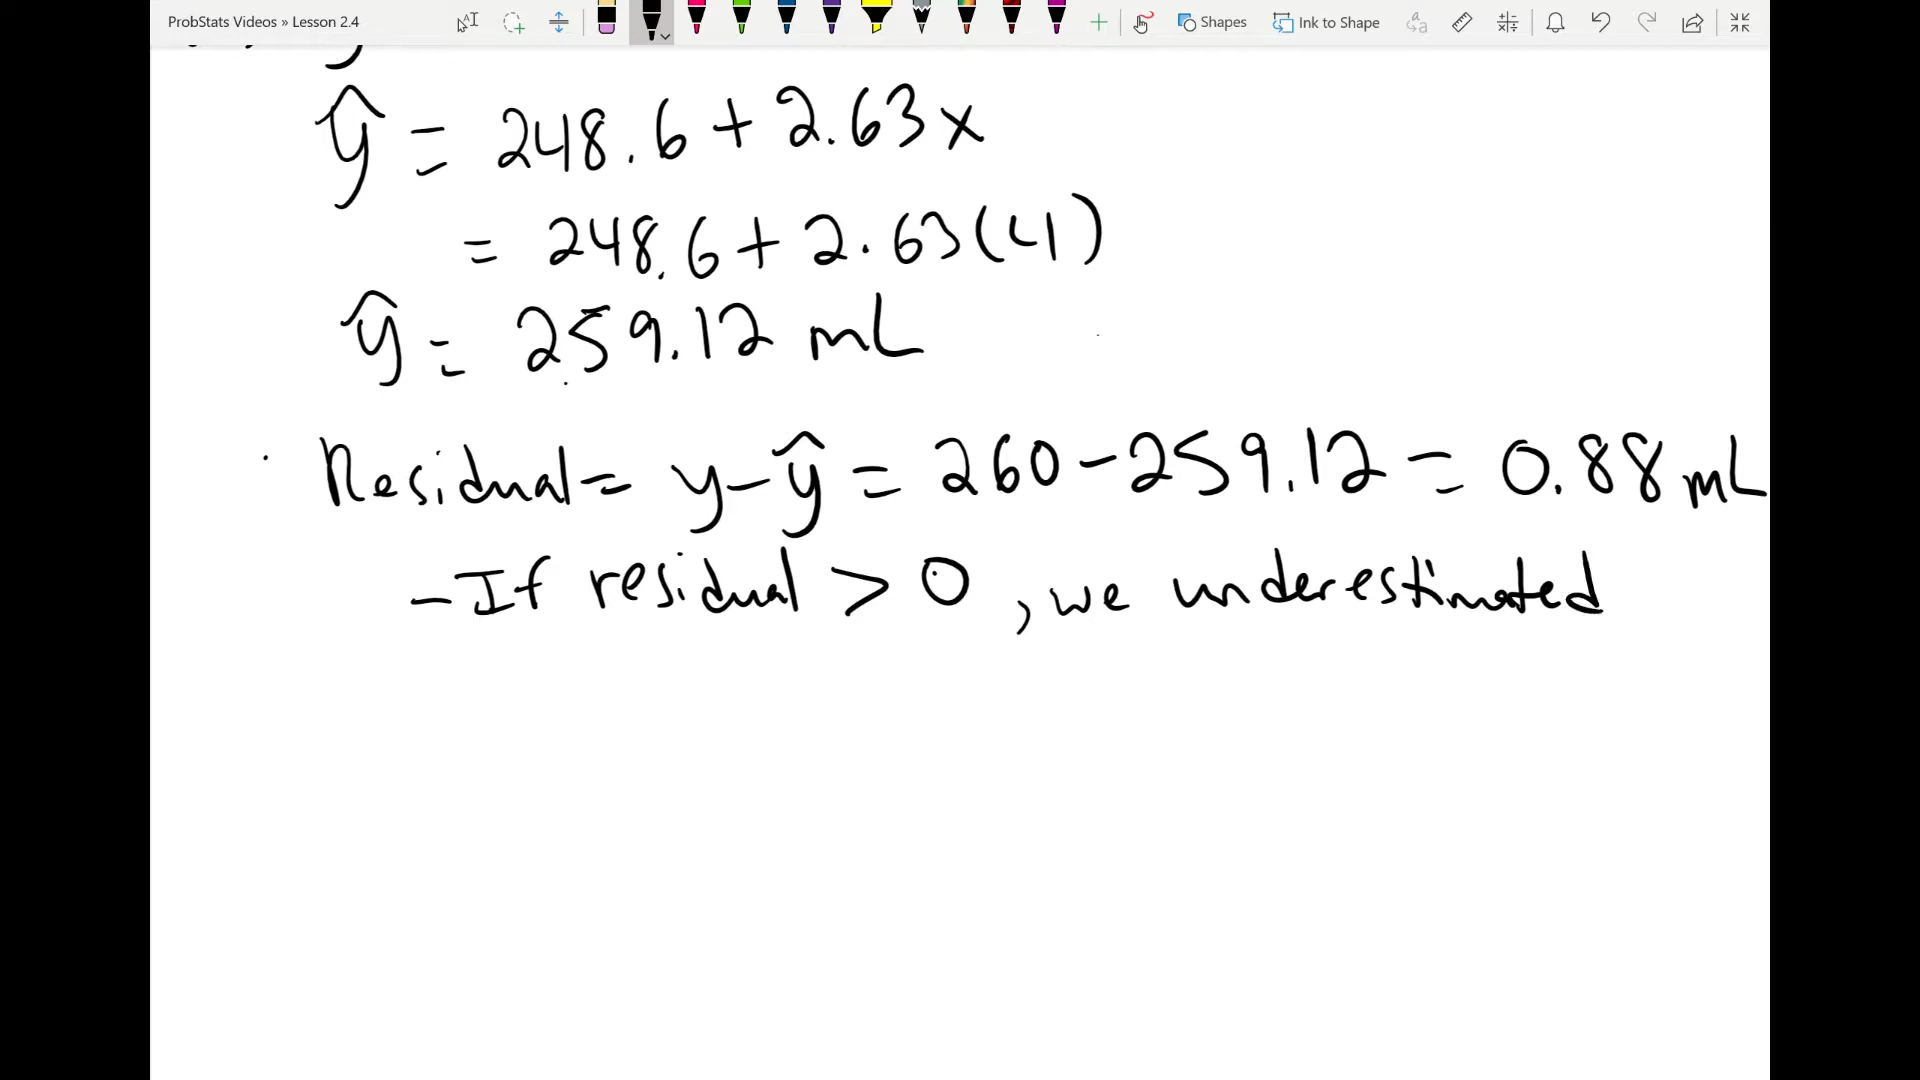 ProbStats Videos » Lesson 2.4
Shapes
Ink to Shape
ŷ = 248.6 + 2.63x
= 248.6 + 2.63(4)
ŷ = 259.12 mL
Residual = y - ŷ = 260 - 259.12 = 0.88 mL
- If residual > 0, we underestimated